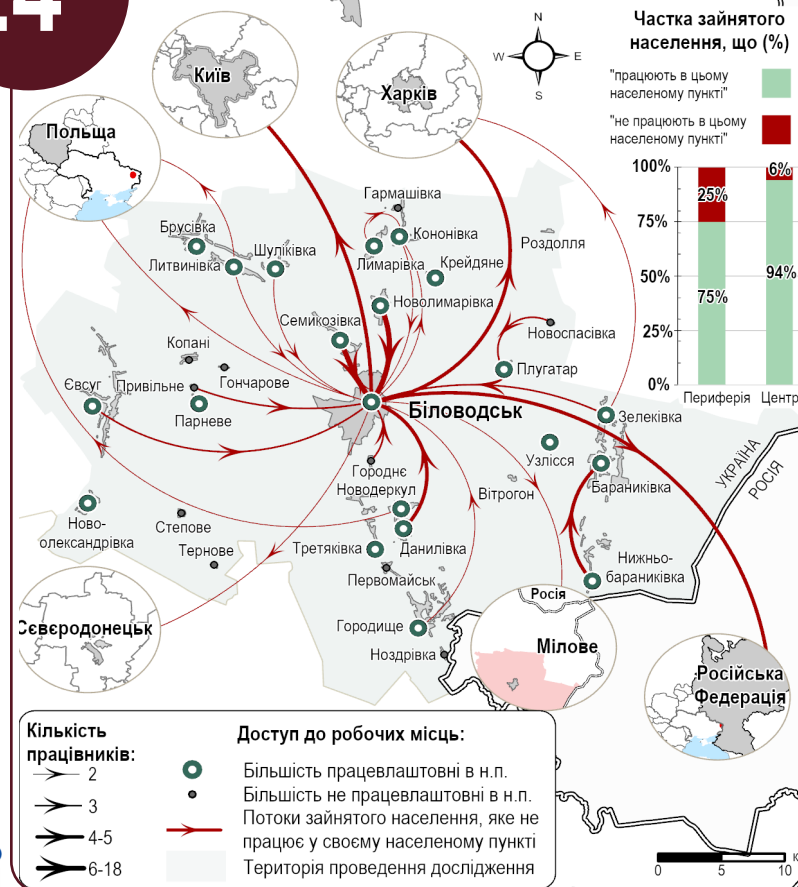 24
N
W
E
S
Частка зайнятого
населення, що (%)
"працюють в цьому
населеному пункті"
"не працюють в цьому
населеному пункті"
100%
75%
50%
25%
0%
25%
75%
6%
94%
Периферія
Центр
Київ
Харків
Польща
Гармашівка
Брусівка
Кононівка
Роздолля
Шуліківка
Литвинівка
Лимарівка
Крейдяне
Новолимарівка
Семикозівка
Новоспасівка
Копані
Плугатар
Євсуг
Привільне
Гончарове
Парневе
Біловодськ
Зелеківка
УКРАЇНА
РОСІЯ
Узлісся
Городнє
Бараниківка
Новодеркул
Вітрогон
Ново-
олександрівка
Степове
Данилівка
Третяківка
Тернове
Нижньо-
бараниківка
Первомайськ
Росія
Сєвєродонецьк
Городище
Мілове
Ноздрівка
Російська
Федерація
Кількість
працівників:
2
3
4-5
6-18
Доступ до робочих місць:
Більшість працевлаштовні в н.п.
Більшість не працевлаштовні в н.п.
Потоки зайнятого населення, яке не
працює у своєму населеному пункті
Територія проведення дослідження
0
5
10